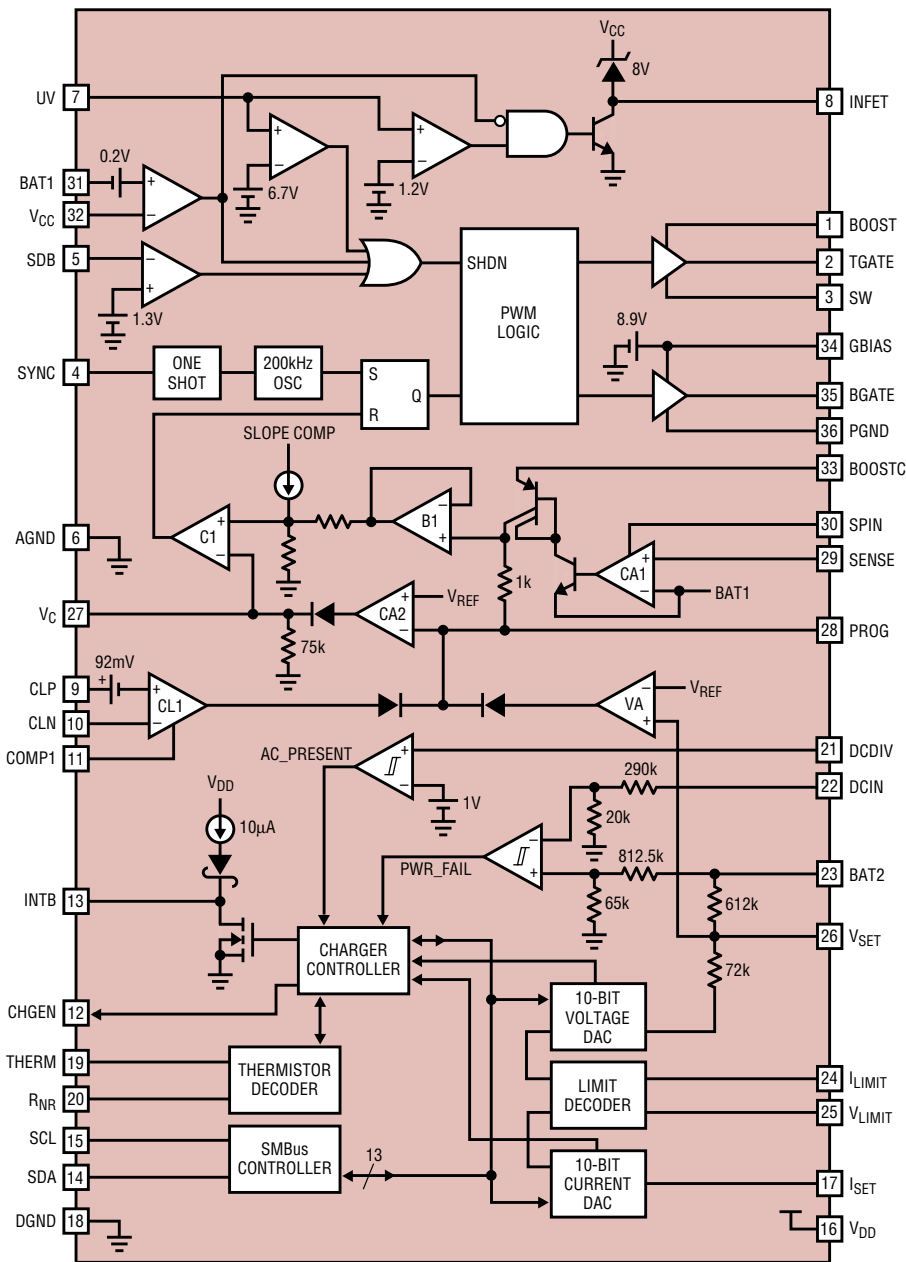 VCC
8V
UV 7
8 INFET
+
−
+
−
0.2V
BAT1 31
+
6.7V
1.2V
VCC 32
−
1 BOOST
SDB 5
−
+
SHDN
2 TGATE
3 SW
1.3V
PWM
LOGIC
8.9V
34 GBIAS
SYNC 4
ONE
SHOT
200kHz
OSC
S
R
Q
35 BGATE
36 PGND
SLOPE COMP
33 BOOSTC
−
B1
+
30 SPIN
AGND 6
C1
+
−
29 SENSE
CA1
+
−
1k
BAT1
VC 27
CA2
+
−
VREF
28 PROG
75k
92mV
CLP 9
+
+
CL1
−
CLN 10
VA
−
+
VREF
COMP1 11
AC_PRESENT
+
−
21 DCDIV
290k
22 DCIN
VDD
1V
20k
10µA
−
+
812.5k
PWR_FAIL
23 BAT2
65k
612k
INTB 13
26 VSET
CHARGER
CONTROLLER
72k
10-BIT
VOLTAGE
DAC
CHGEN 12
THERM 19
THERMISTOR
DECODER
LIMIT
DECODER
24 ILIMIT
RNR 20
25 VLIMIT
SCL 15
SMBus
CONTROLLER
13
10-BIT
CURRENT
DAC
SDA 14
17 ISET
DGND 18
16 VDD